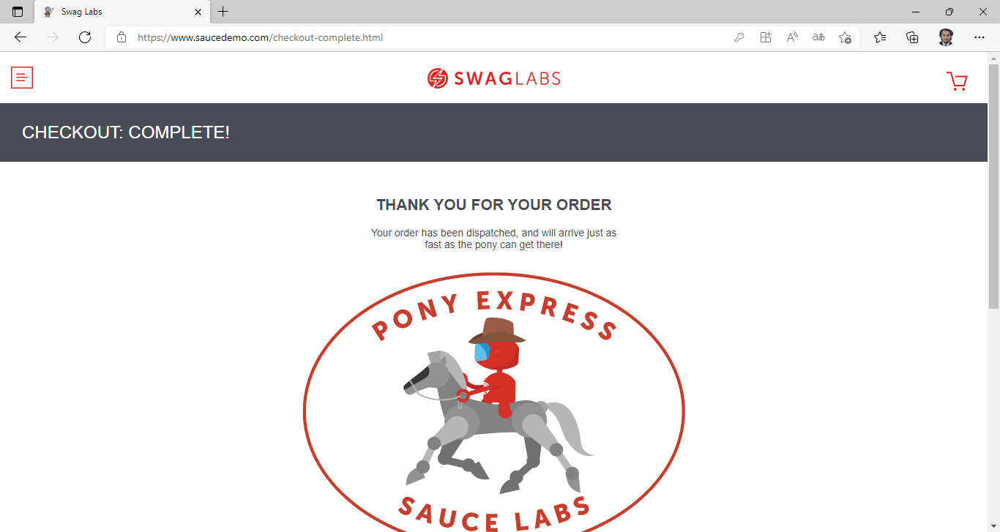 Swag Labs
https://www.saucedemo.com/checkout-complete.html
SWAGLABS
CHECKOUT: COMPLETE!
THANK YOU FOR YOUR ORDER
Your order has been dispatched, and will arrive just as
fast as the pony can get there!
PONY EXPRESS
SAUCE LABS